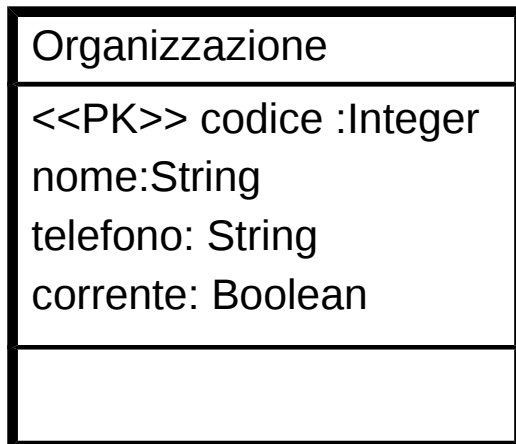 Organizzazione
<<PK>> codice :Integer
nome:String
telefono: String
corrente: Boolean